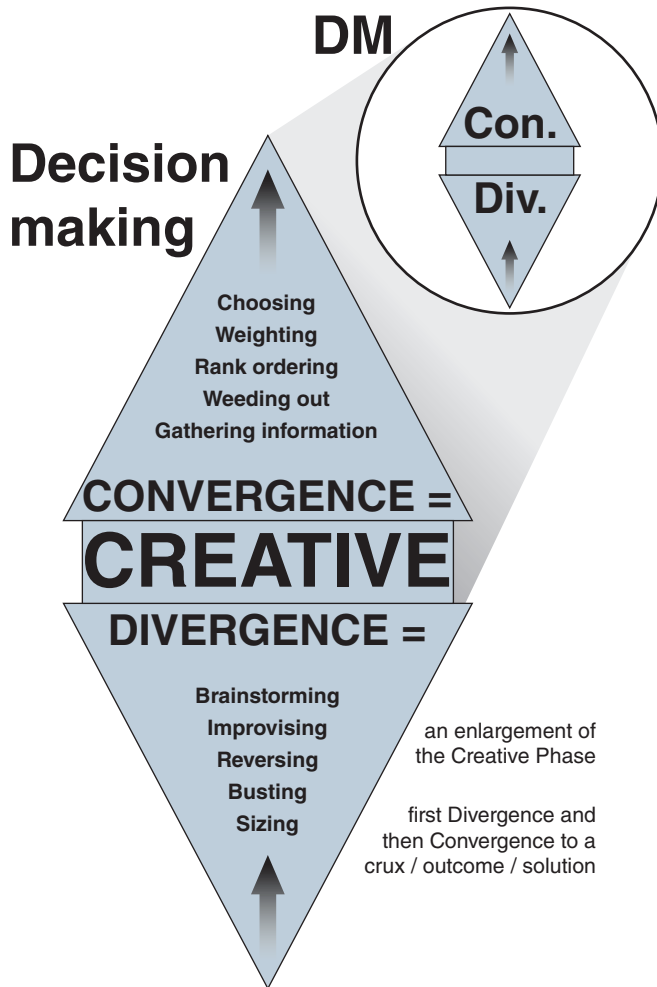 DM
Con.
Div.
Decision
making
Choosing
Weighting
Rank ordering
Weeding out
Gathering information
CONVERGENCE =
CREATIVE
DIVERGENCE =
Brainstorming
Improvising
Reversing
Busting
Sizing
an enlargement of
the Creative Phase
first Divergence and
then Convergence to a
crux / outcome / solution